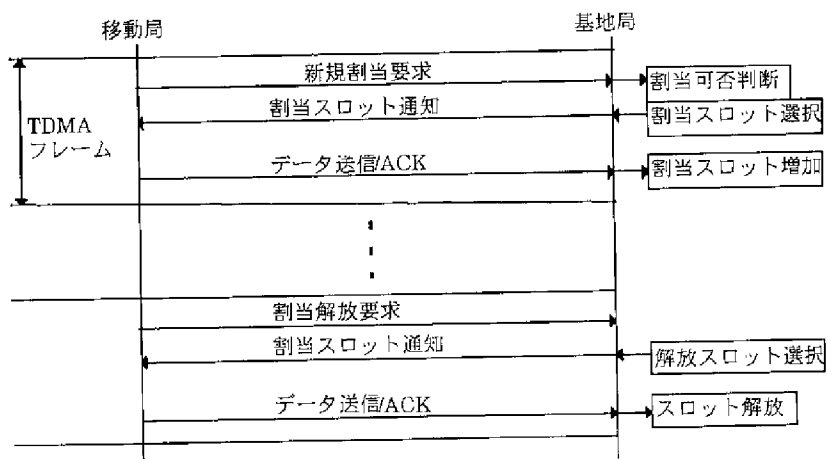 移動局
基地局
新規割当要求
割当可否判断
割当スロット通知
割当スロット選択
TDMA
フレーム
データ送信/ACK
割当スロット増加
割当解放要求
割当スロット通知
解放スロット選択
データ送信/ACK
スロット解放